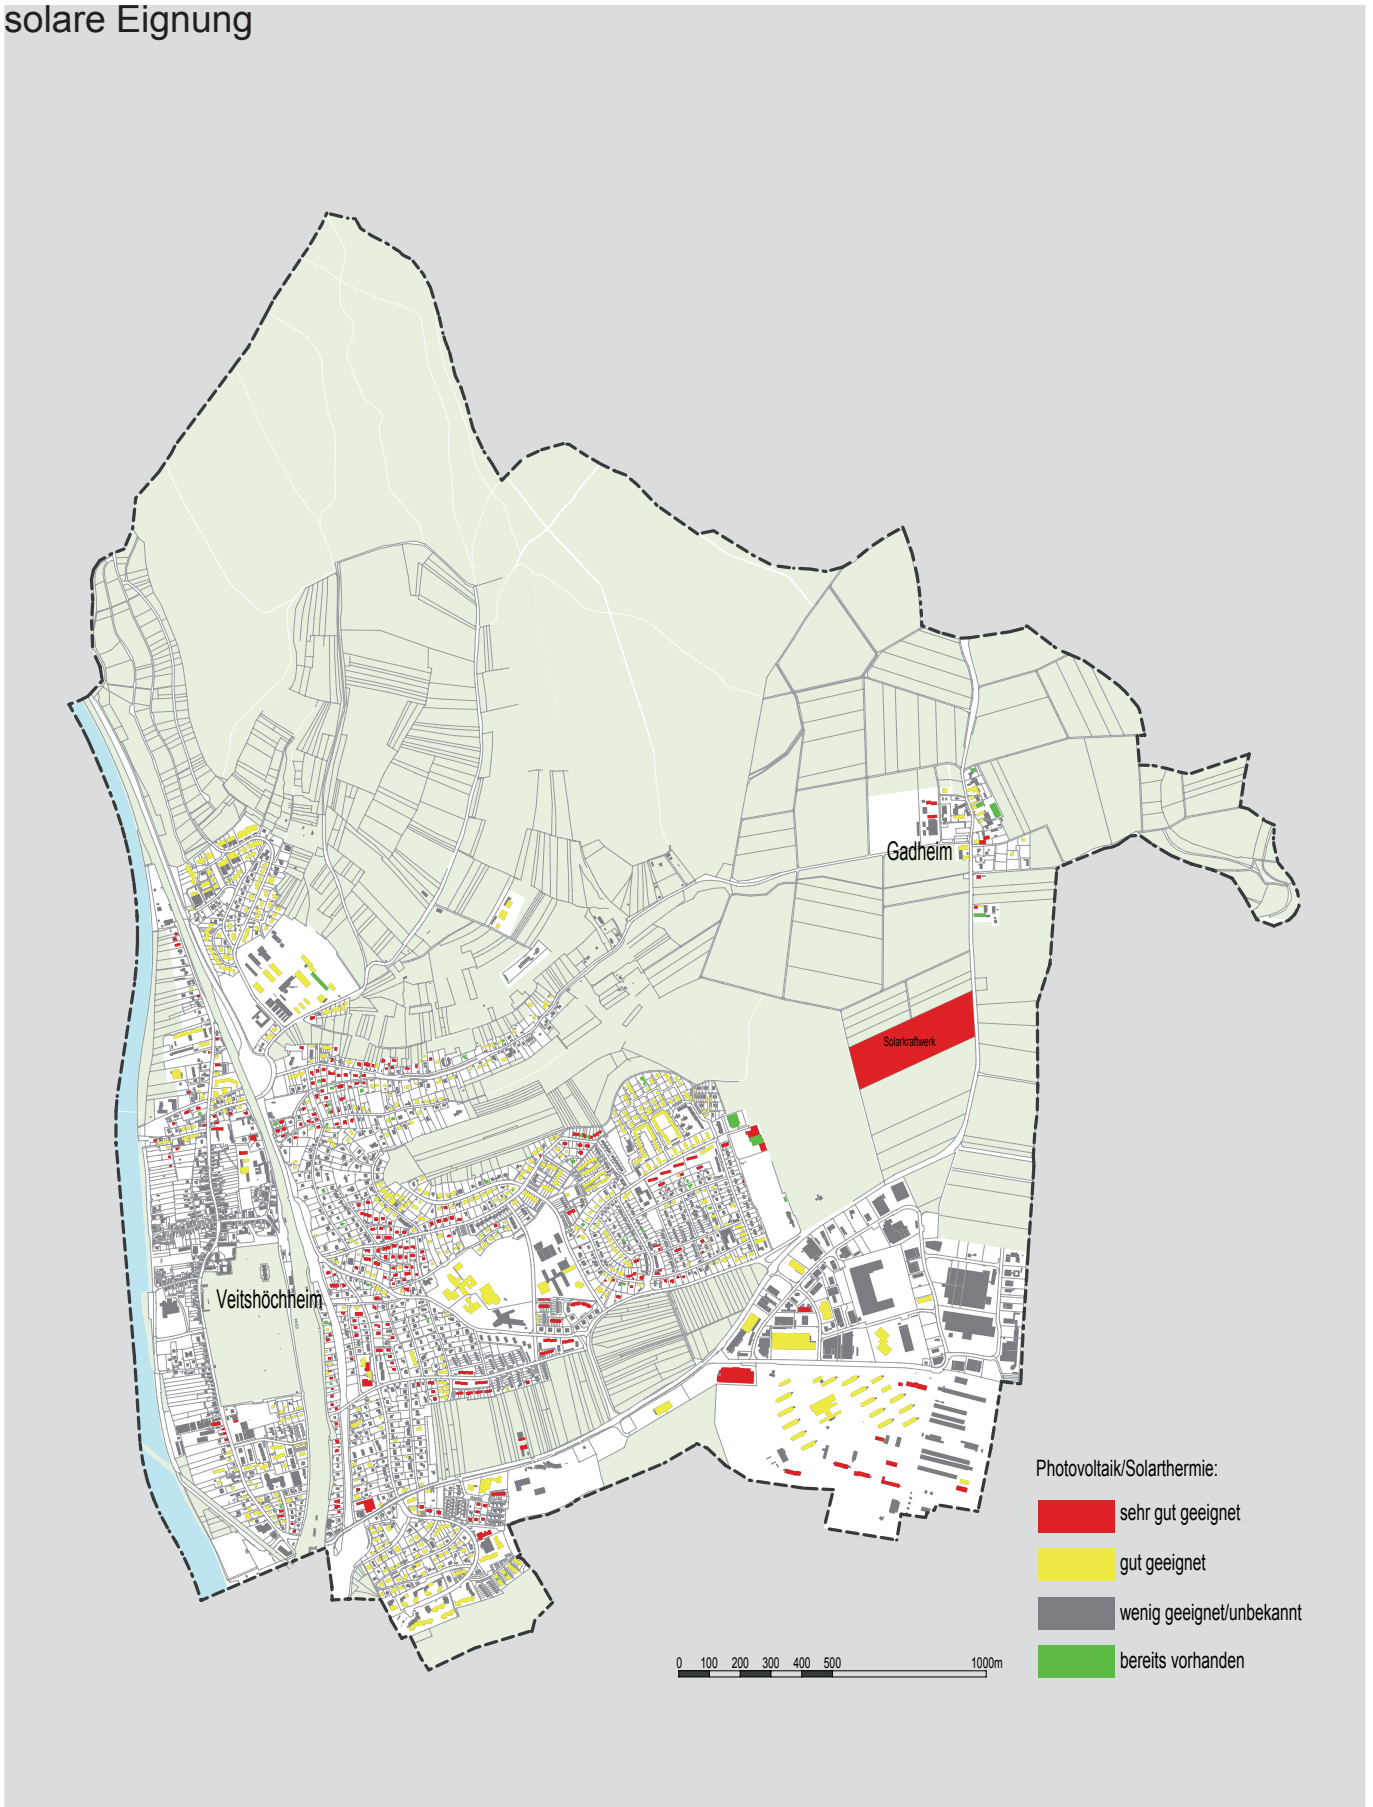 solare Eignung
Gadheim
Solarkraftwerk
Veitshöchheim
Photovoltaik/Solarthermie:
sehr gut geeignet
gut geeignet
wenig geeignet/unbekannt
bereits vorhanden
0 100 200 300 400 500 1000m